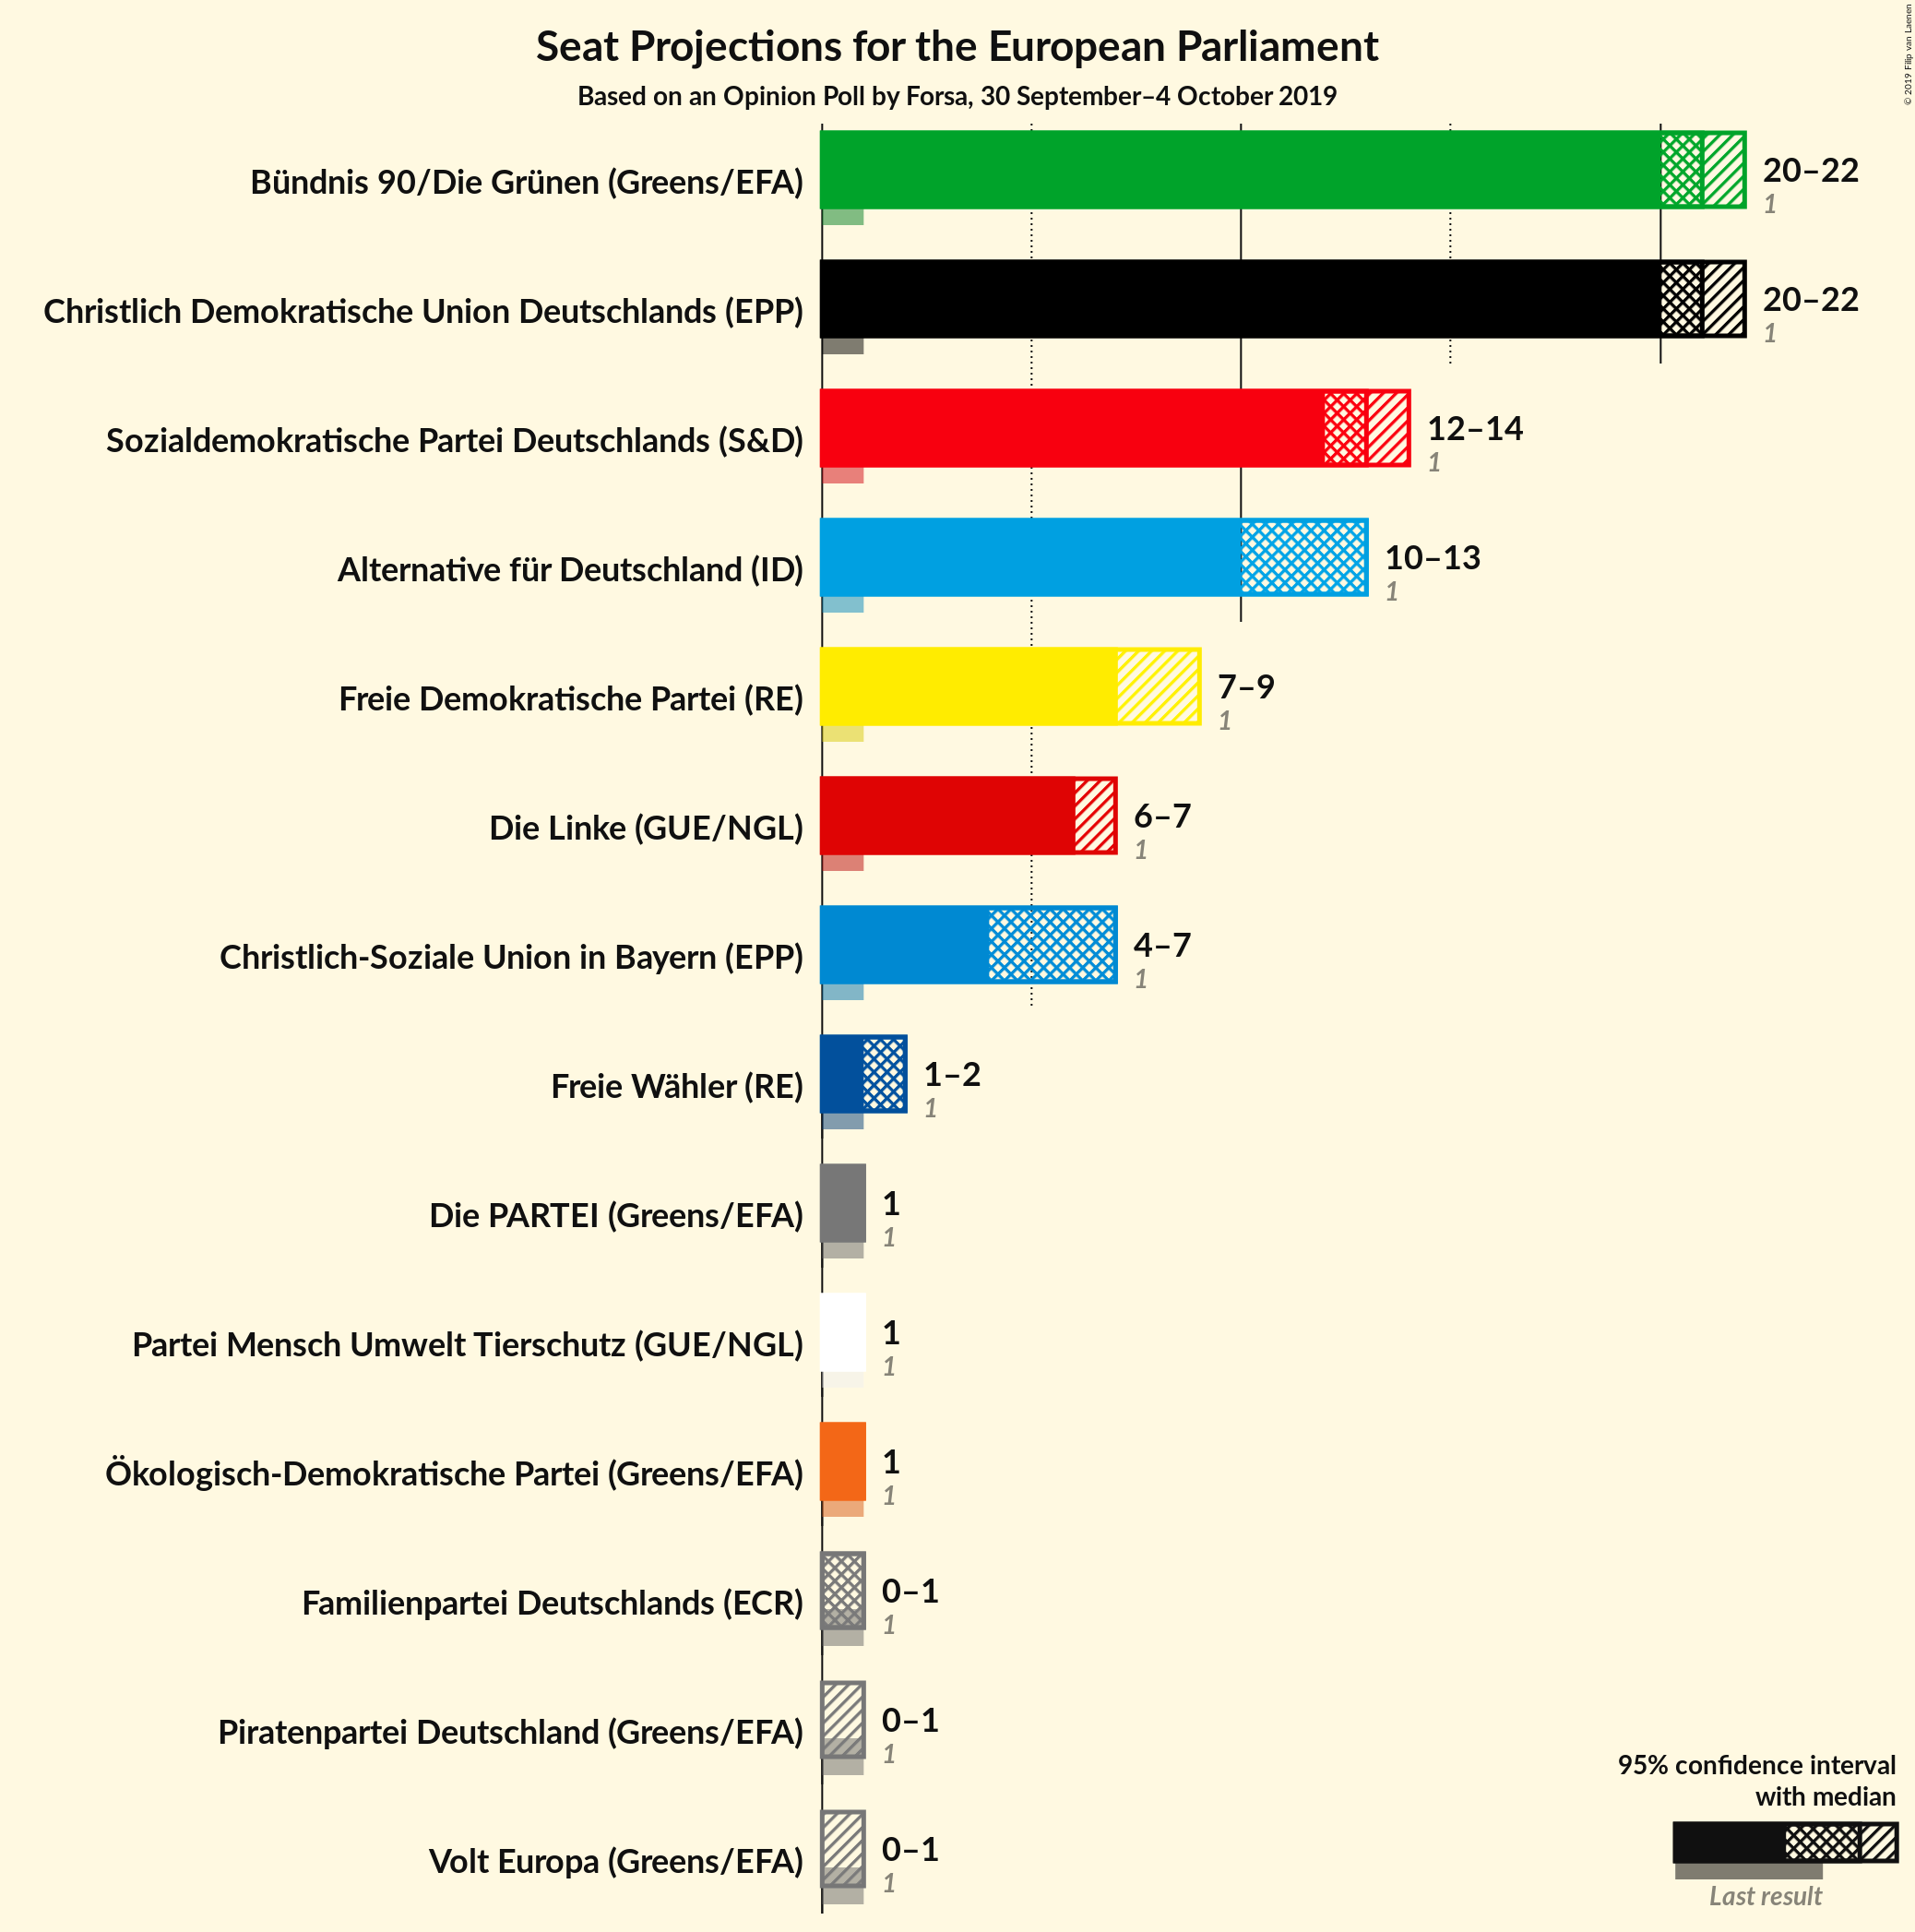 Seat Projections for the European Parliament
Based on an Opinion Poll by Forsa, 30 September–4 October 2019
© 2019 Filip van Laenen
Bündnis 90/Die Grünen (Greens/EFA)
20–22
1
Christlich Demokratische Union Deutschlands (EPP)
20–22
1
Sozialdemokratische Partei Deutschlands (S&D)
12–14
1
Alternative für Deutschland (ID)
10–13
1
Freie Demokratische Partei (RE)
7–9
1
Die Linke (GUE/NGL)
6–7
1
Christlich-Soziale Union in Bayern (EPP)
4–7
1
Freie Wähler (RE)
1–2
1
Die PARTEI (Greens/EFA)
1
1
Partei Mensch Umwelt Tierschutz (GUE/NGL)
1
1
Ökologisch-Demokratische Partei (Greens/EFA)
1
1
Familienpartei Deutschlands (ECR)
0–1
1
Piratenpartei Deutschland (Greens/EFA)
0–1
1
Volt Europa (Greens/EFA)
0–1
1
95% confidence interval
with median
Last result